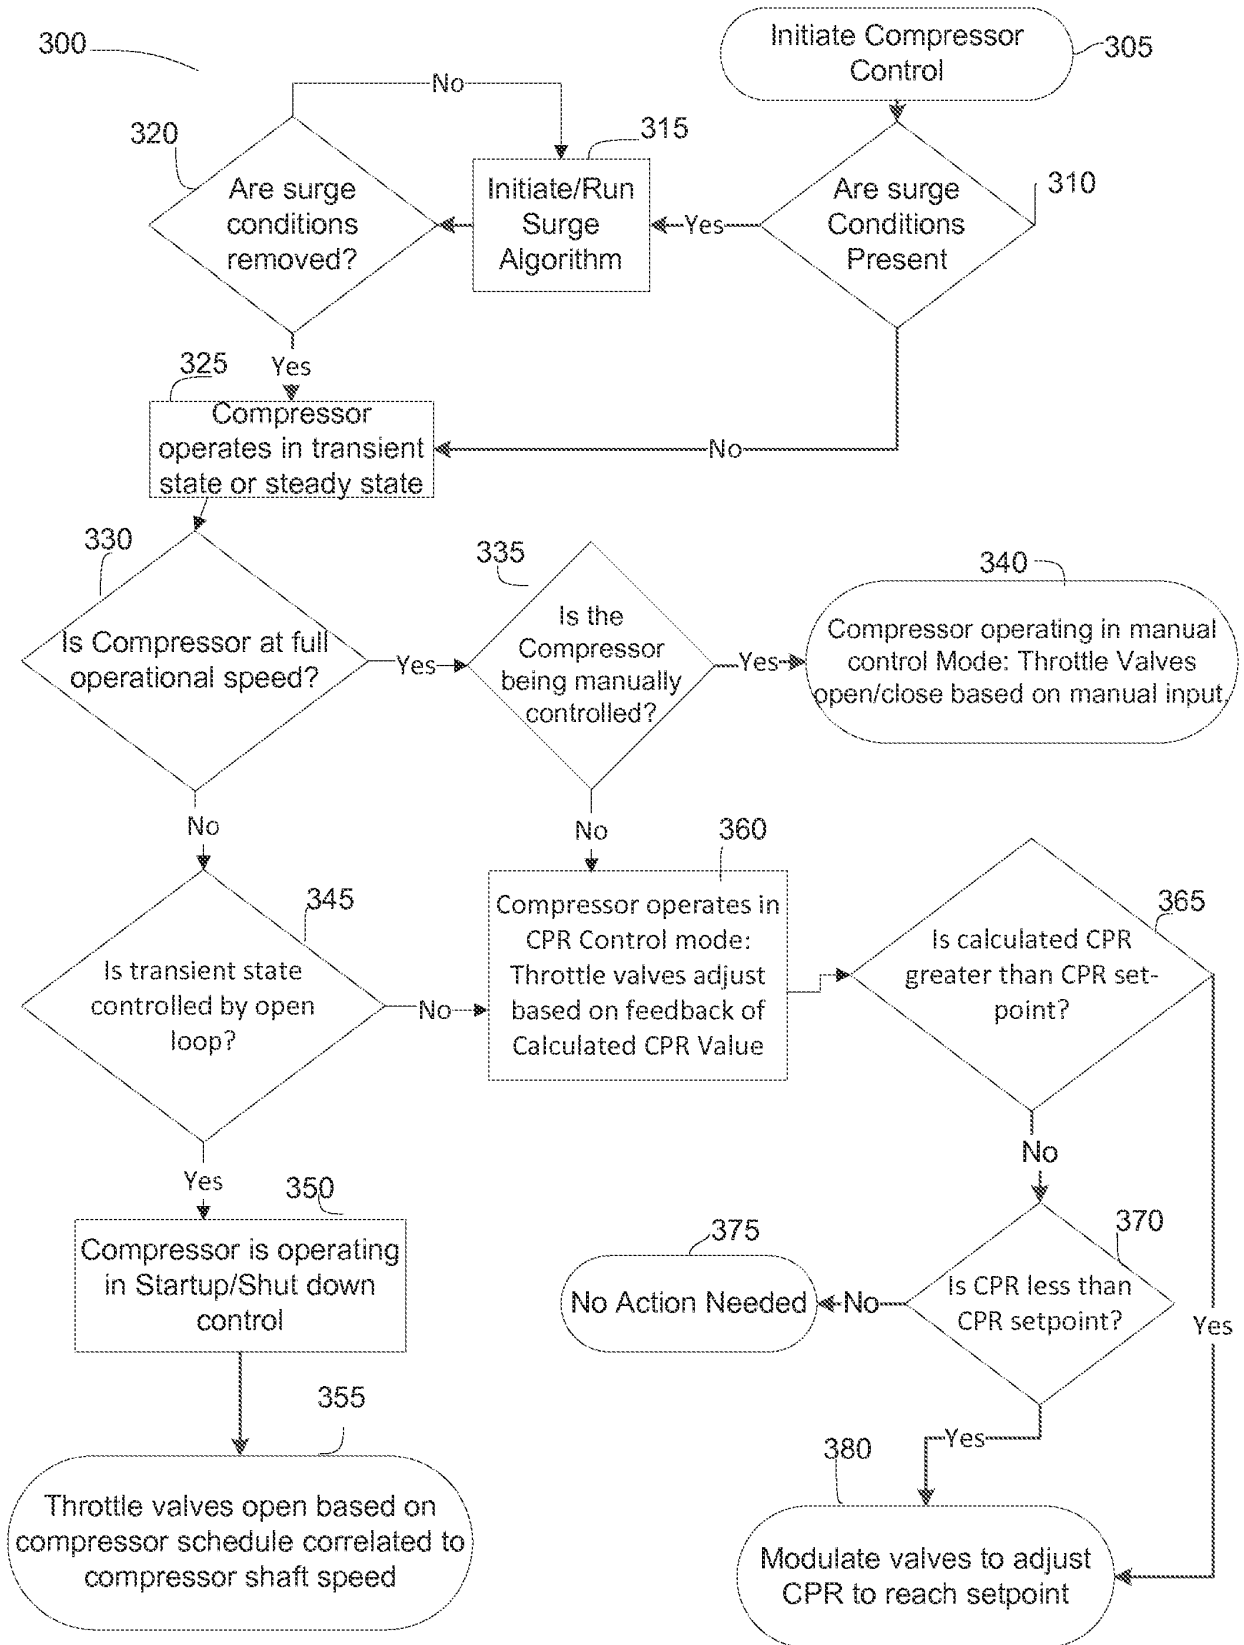 300
Initiate Compressor
Control
305
No
320
315
310
Are surge
conditions
removed?
Initiate/Run
Surge
Algorithm
Yes
Are surge
Conditions
Present
Yes
325
Compressor
operates in transient
state or steady state
No
330
335
340
Is Compressor at full
operational speed?
Yes
Is the
Compressor
being manually
controlled?
Yes
Compressor operating in manual
control Mode: Throttle Valves
open/close based on manual input.
No
No
360
345
365
Is transient state
controlled by open
loop?
No
Compressor operates in
CPR Control mode:
Throttle valves adjust
based on feedback of
Calculated CPR Value
Is calculated CPR
greater than CPR set-
point?
Yes
No
350
370
375
Compressor is operating
in Startup/Shut down
control
No Action Needed
No
Is CPR less than
CPR setpoint?
Yes
355
380
Yes
Throttle valves open based on
compressor schedule correlated to
compressor shaft speed
Modulate valves to adjust
CPR to reach setpoint